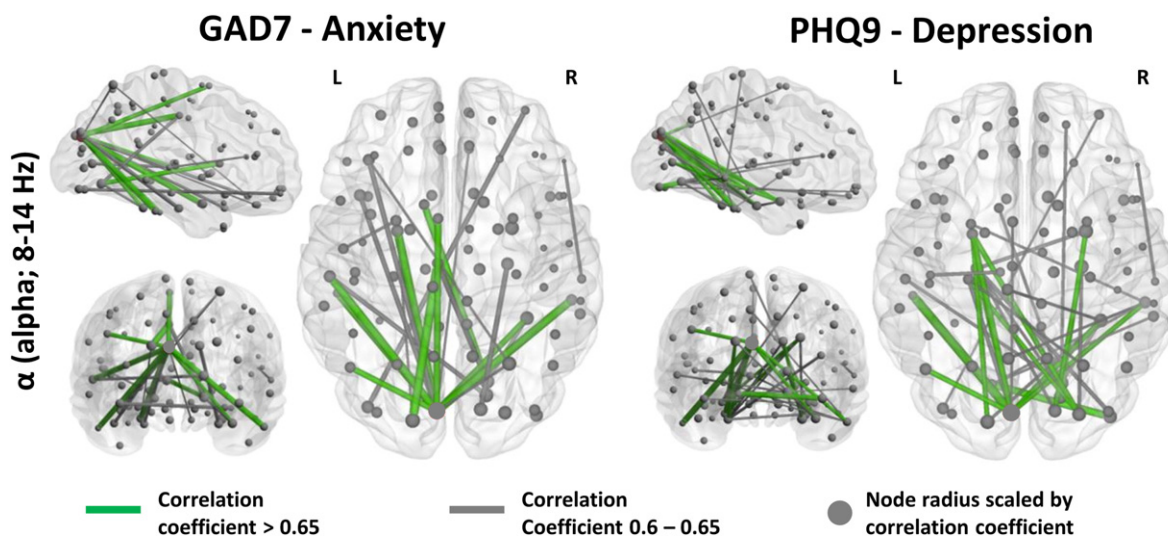 GAD7 - Anxiety
PHQ9 - Depression
L
R
L
R
α (alpha; 8-14 Hz)
Correlation
coefficient > 0.65
Correlation
Coefficient 0.6 – 0.65
Node radius scaled by
correlation coefficient